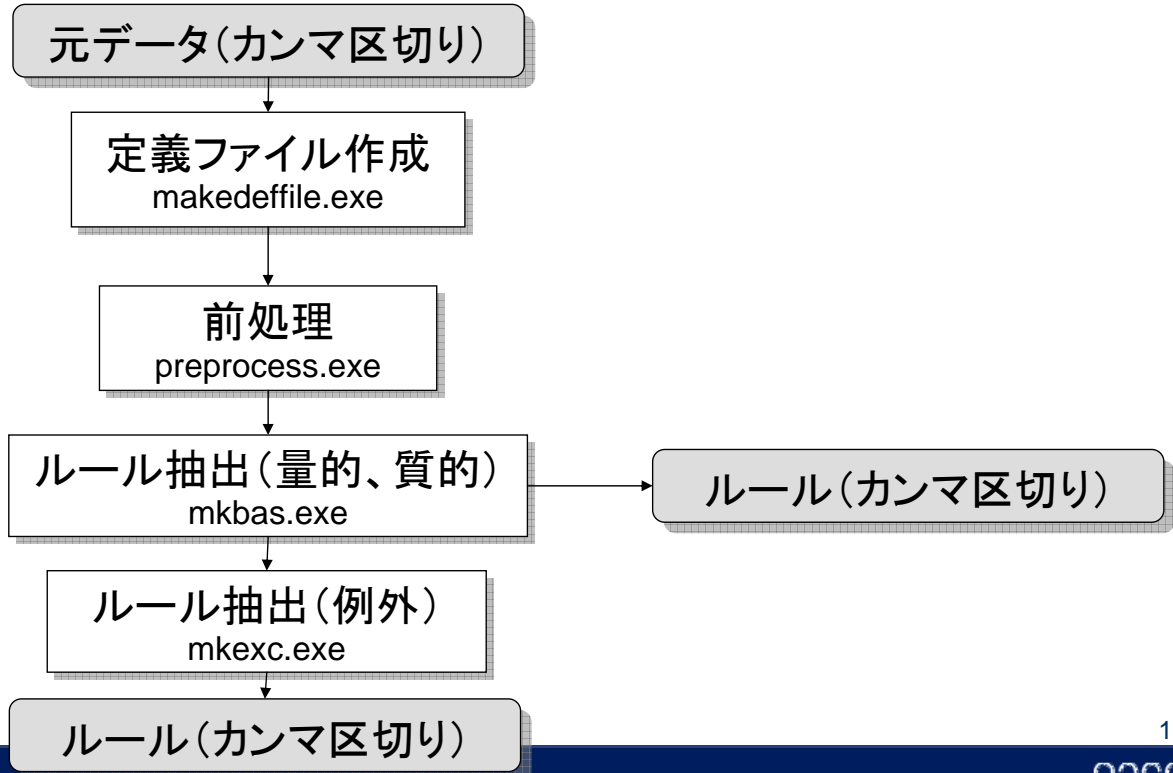 元データ（カンマ区切り）
定義ファイル作成
makedeffile.exe
前処理
preprocess.exe
ルール抽出（量的、質的）
mkbas.exe
ルール（カンマ区切り）
ルール抽出（例外）
mkexc.exe
ルール（カンマ区切り）
1